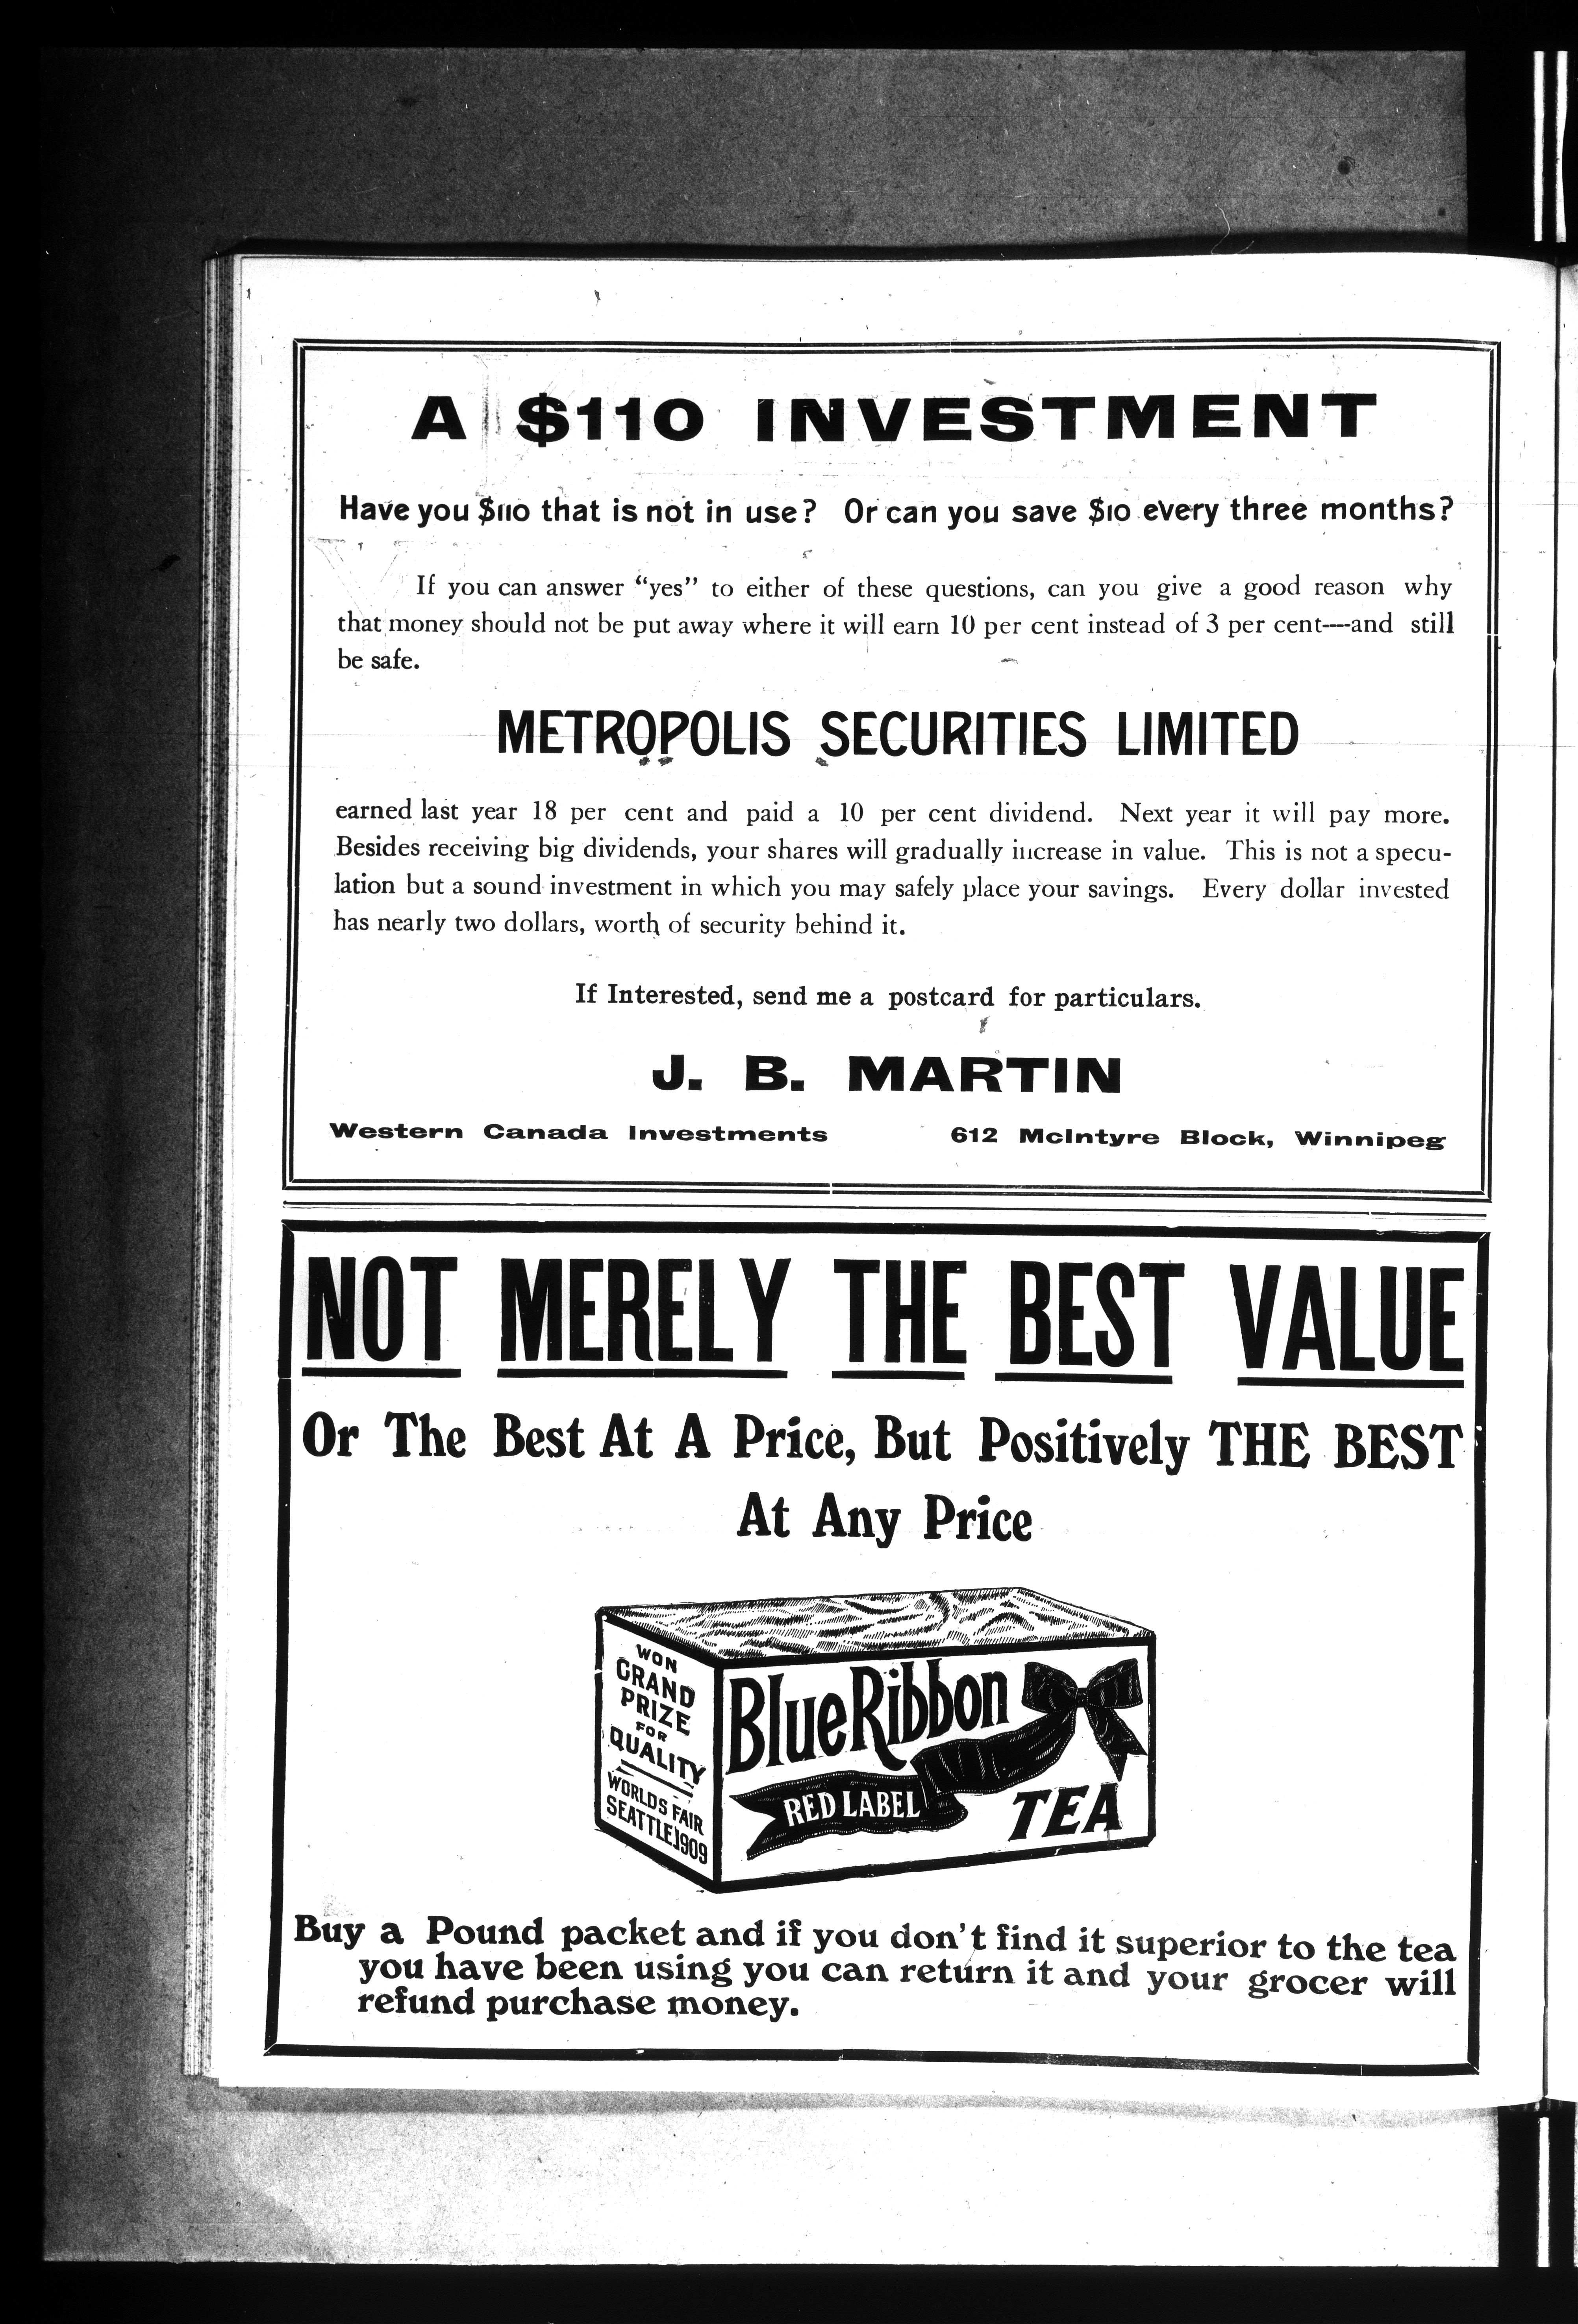 A $110 INVESTMENT
Have you $110 that is not in use? Or can you save $10 every three months?
If you can answer “yes” to either of these questions, can you give a good reason why
that money should not be put away where it will earn 10 per cent instead of 3 per cent—and still
be safe.
METROPOLIS SECURITIES LIMITED
earned last year 18 per cent and paid a 10 per cent dividend. Next year it will pay more.
Besides receiving big dividends, your shares will gradually increase in value. This is not a specu-
lation but a sound investment in which you may safely place your savings. Every dollar invested
has nearly two dollars, worth of security behind it.
If Interested, send me a postcard for particulars.
J. B. MARTIN
Western Canada Investments 612 McIntyre Block, Winnipeg
NOT MERELY THE BEST VALUE
Or The Best At A Price, But Positively THE BEST
At Any Price
WON
GRAND
PRIZE
FOR
QUALITY
WORLDS FAIR
SEATTLE 1909
Blue Ribbon
RED LABEL
TEA
Buy a Pound packet and if you don't find it superior to the tea
you have been using you can return it and your grocer will
refund purchase money.